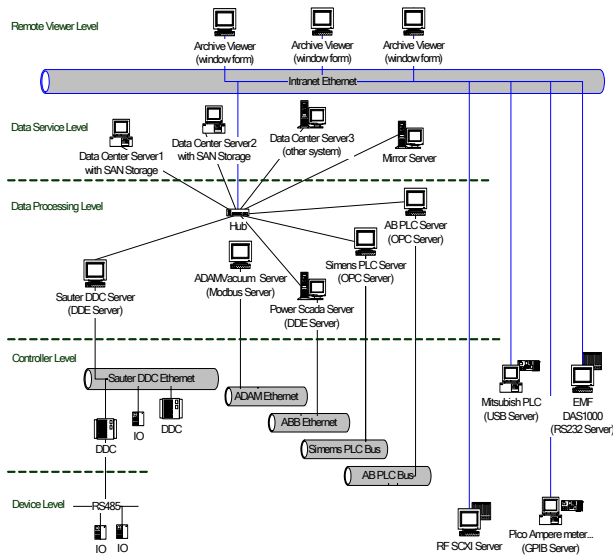 Remote Viewer Level
Archive Viewer
(window form)
Archive Viewer
(window form)
Archive Viewer
(window form)
Intranet Ethernet
Data Service Level
Data Center Server1
with SAN Storage
Data Center Server2
with SAN Storage
Data Center Server3
(other system)
Mirror Server
Data Processing Level
Hub
AB PLC Server
(OPC Server)
Simens PLC Server
(OPC Server)
Sauter DDC Server
(DDE Server)
ADAMVacuum Server
(Modbus Server)
Power Scada Server
(DDE Server)
Controller Level
Sauter DDC Ethernet
ADAM Ethernet
ABB Ethernet
Simems PLC Bus
AB PLC Bus
DDC
IO
DDC
Mitsubish PLC
(USB Server)
EMF
DAS1000
(RS232 Server)
Device Level
RS485
IO
IO
RF SCXI Server
Pico Ampere meter...
(GPIB Server)